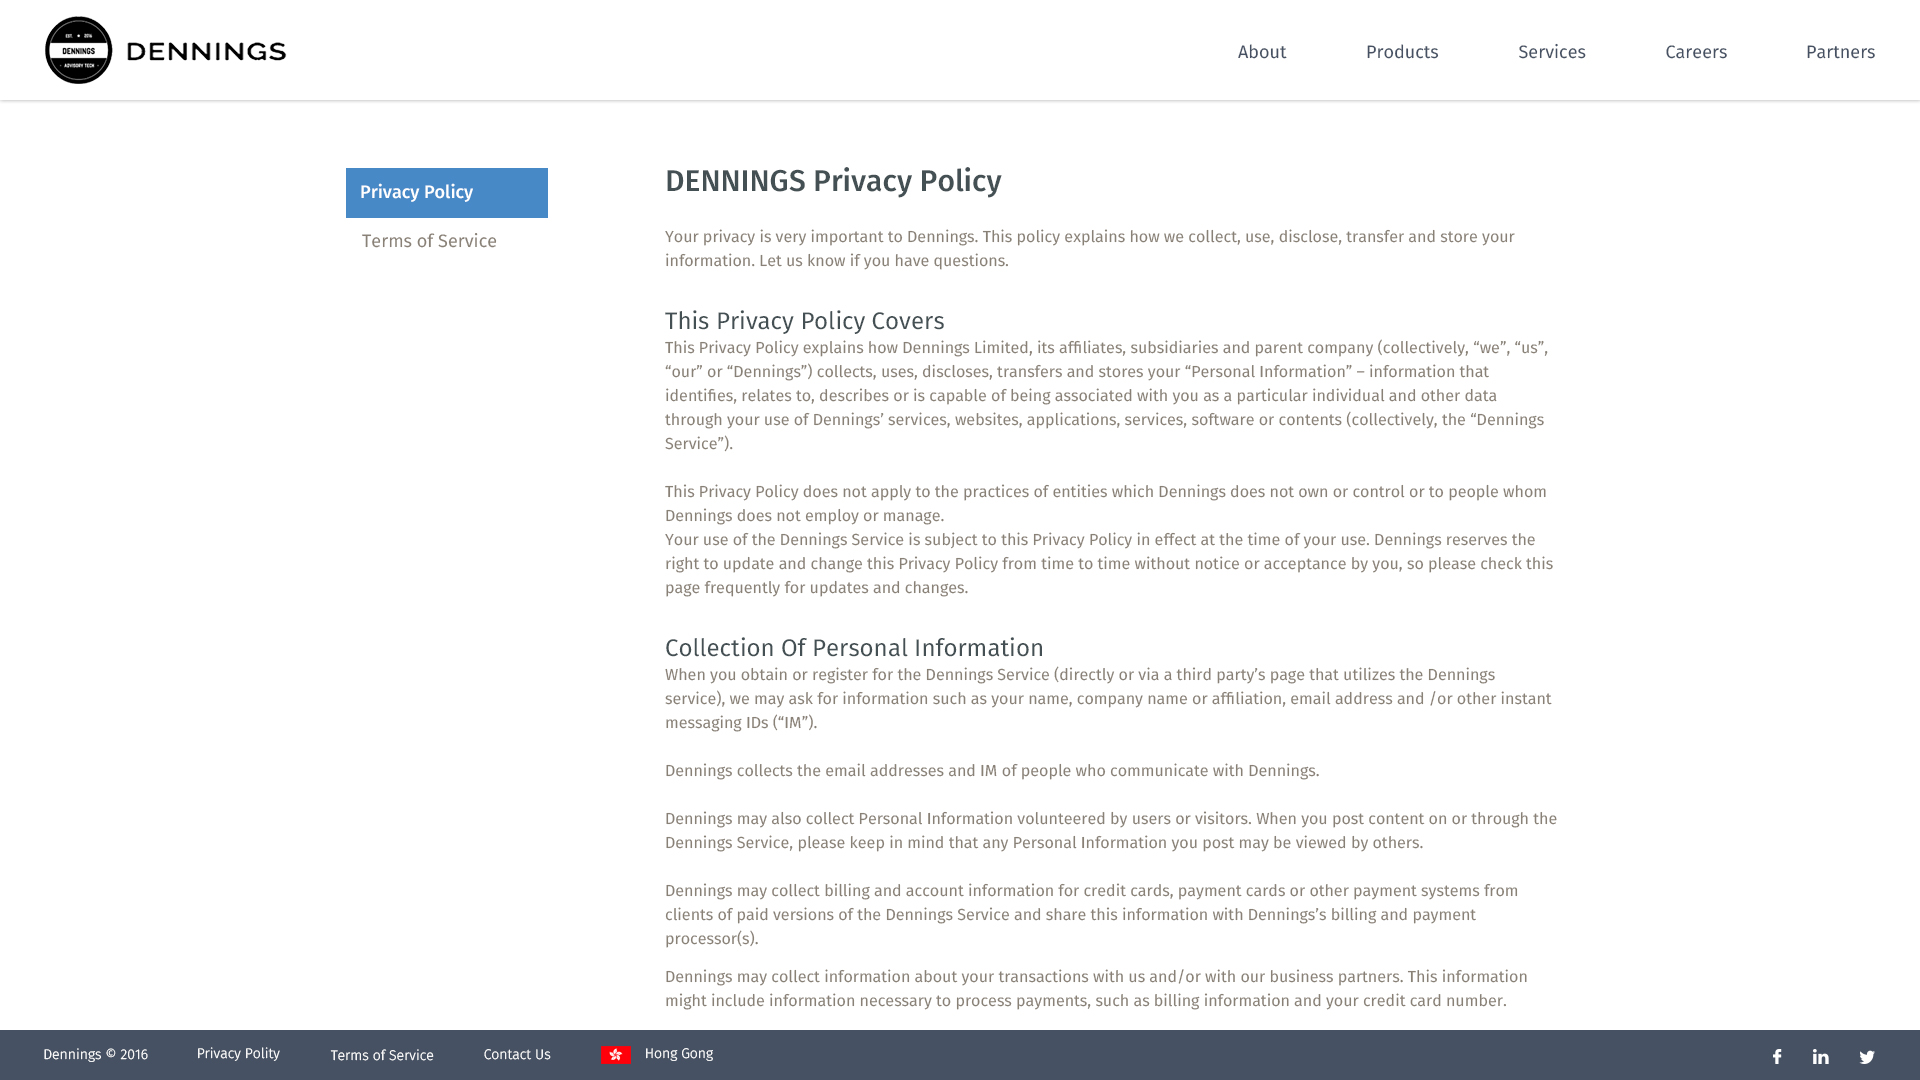 EST. ★ 2016
DENNINGS
· ADVISORY TECH ·
DENNINGS
About
Products
Services
Careers
Partners
Privacy Policy
Terms of Service
DENNINGS Privacy Policy
Your privacy is very important to Dennings. This policy explains how we collect, use, disclose, transfer and store your
information. Let us know if you have questions.
This Privacy Policy Covers
This Privacy Policy explains how Dennings Limited, its affiliates, subsidiaries and parent company (collectively, “we”, “us”,
“our” or “Dennings”) collects, uses, discloses, transfers and stores your “Personal Information” – information that
identifies, relates to, describes or is capable of being associated with you as a particular individual and other data
through your use of Dennings’ services, websites, applications, services, software or contents (collectively, the “Dennings
Service”).
This Privacy Policy does not apply to the practices of entities which Dennings does not own or control or to people whom
Dennings does not employ or manage.
Your use of the Dennings Service is subject to this Privacy Policy in effect at the time of your use. Dennings reserves the
right to update and change this Privacy Policy from time to time without notice or acceptance by you, so please check this
page frequently for updates and changes.
Collection Of Personal Information
When you obtain or register for the Dennings Service (directly or via a third party’s page that utilizes the Dennings
service), we may ask for information such as your name, company name or affiliation, email address and /or other instant
messaging IDs (“IM”).
Dennings collects the email addresses and IM of people who communicate with Dennings.
Dennings may also collect Personal Information volunteered by users or visitors. When you post content on or through the
Dennings Service, please keep in mind that any Personal Information you post may be viewed by others.
Dennings may collect billing and account information for credit cards, payment cards or other payment systems from
clients of paid versions of the Dennings Service and share this information with Dennings’s billing and payment
processor(s).
Dennings may collect information about your transactions with us and/or with our business partners. This information
might include information necessary to process payments, such as billing information and your credit card number.
Dennings © 2016
Privacy Polity
Terms of Service
Contact Us
Hong Gong